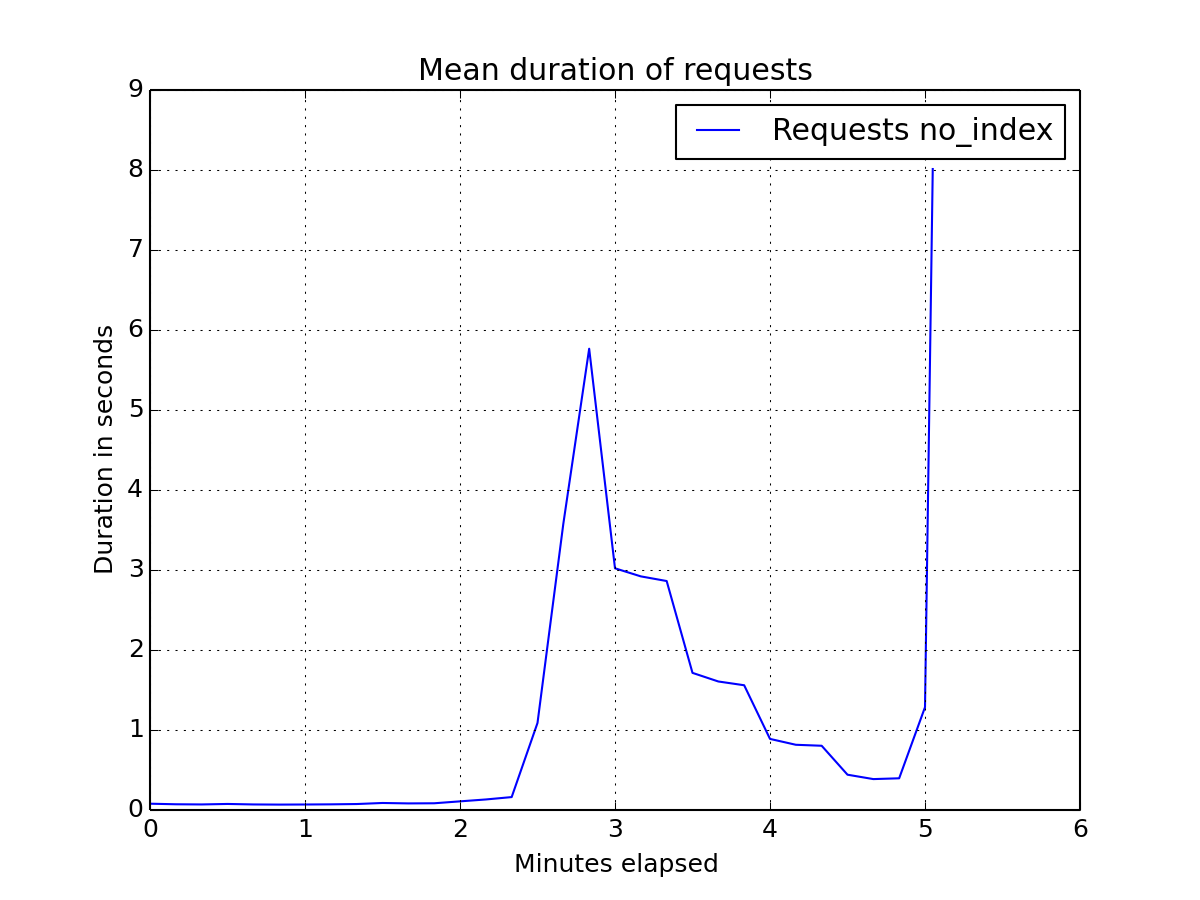 Mean duration of requests
Requests no_index
Duration in seconds
9
8
7
6
5
4
3
2
1
0
0 1 2 3 4 5 6
Minutes elapsed